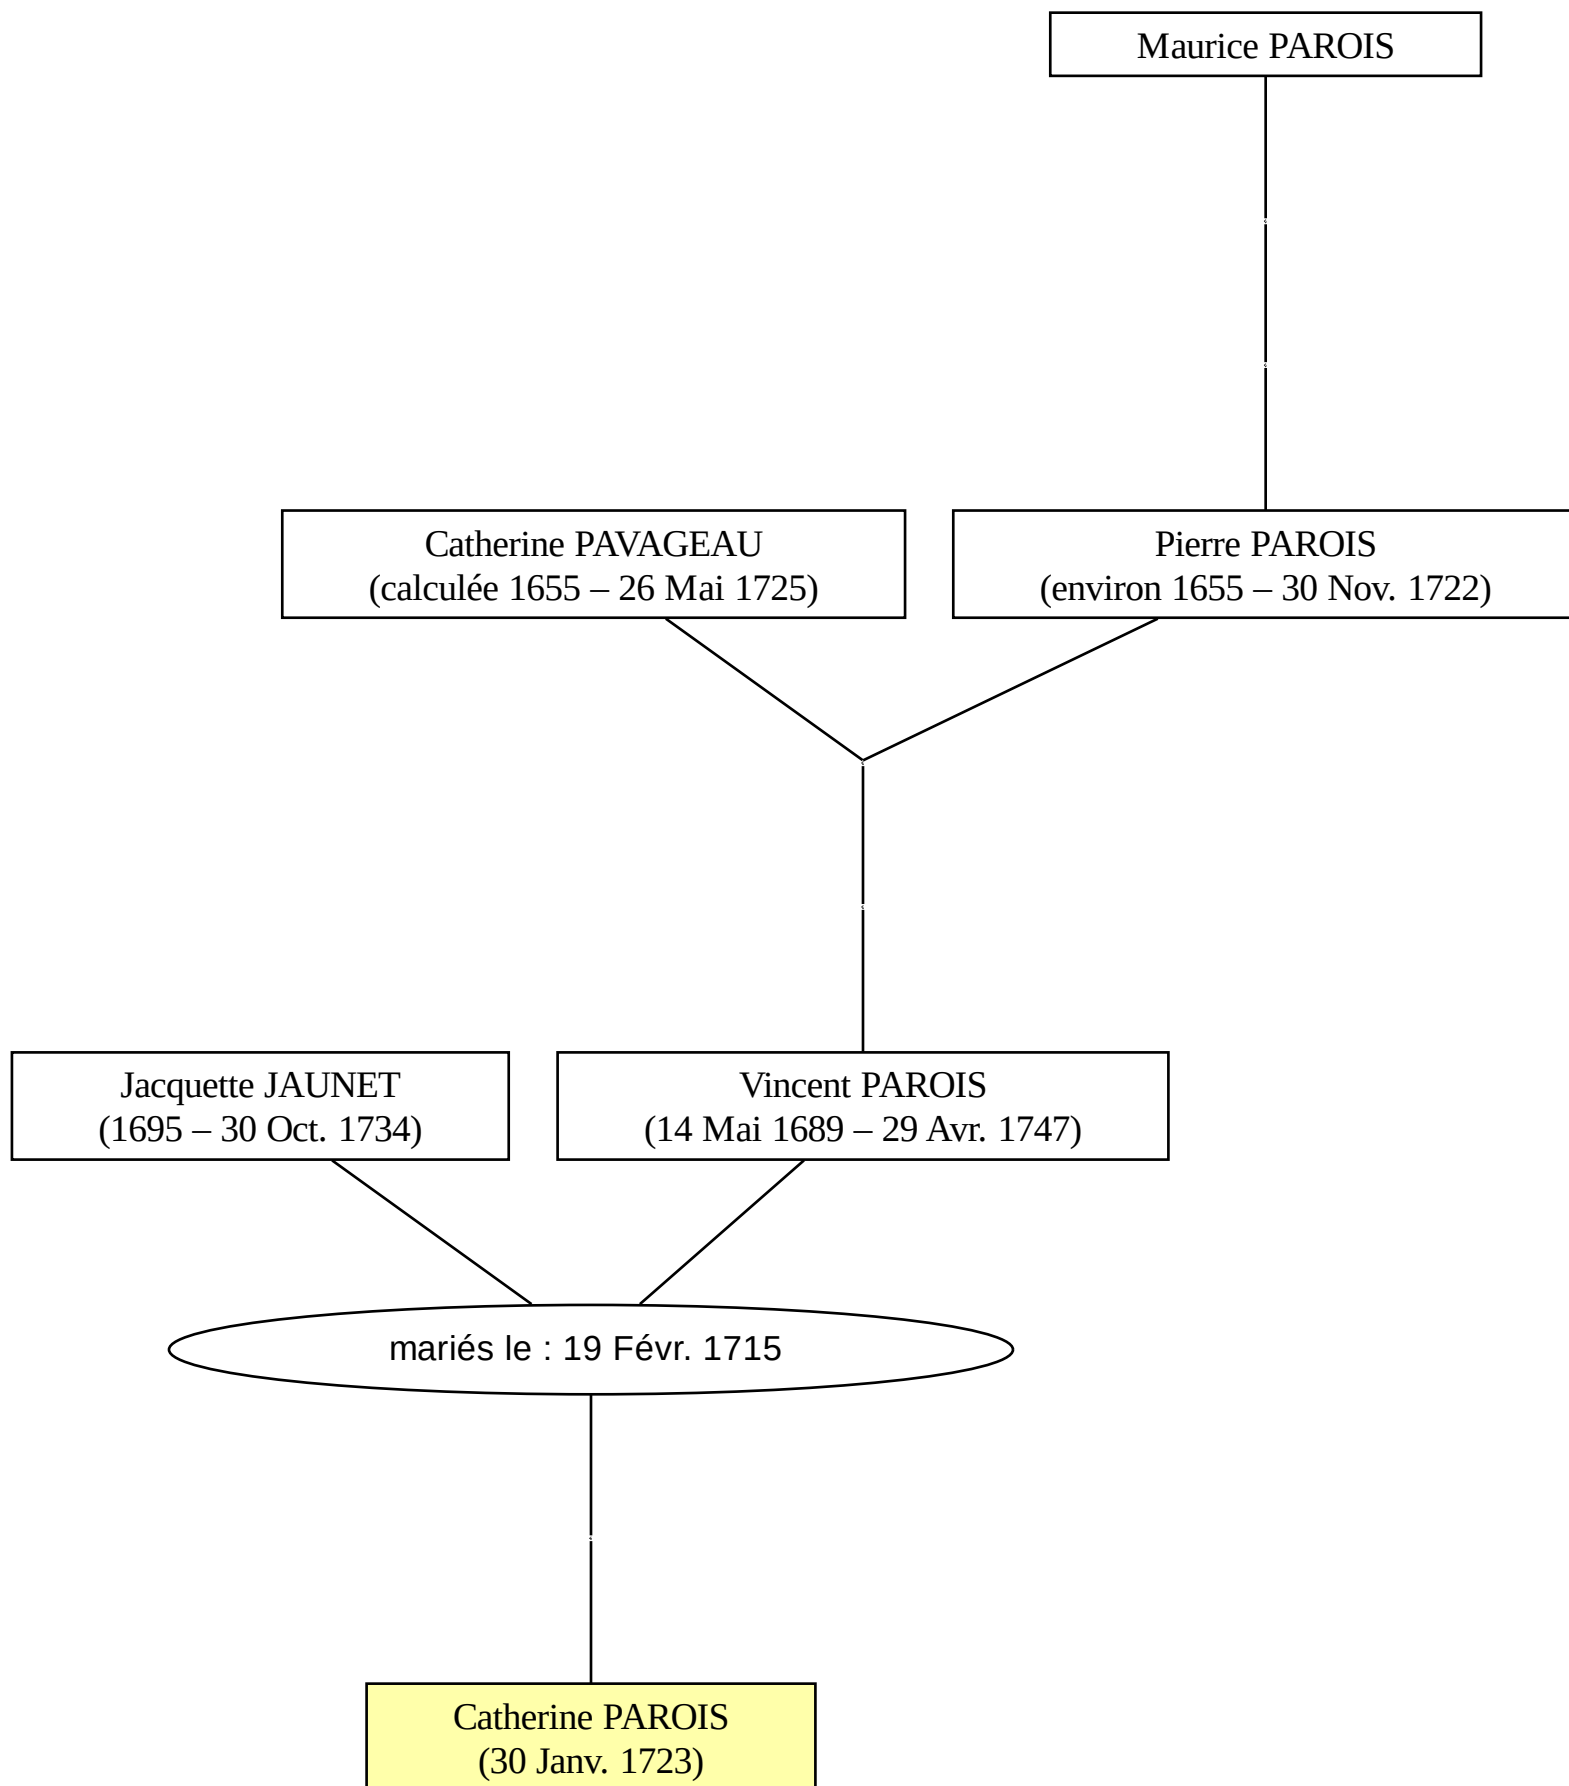 Maurice PAROIS
Catherine PAVAGEAU
(calculée 1655 – 26 Mai 1725)
Pierre PAROIS
(environ 1655 – 30 Nov. 1722)
Jacquette JAUNET
(1695 – 30 Oct. 1734)
Vincent PAROIS
(14 Mai 1689 – 29 Avr. 1747)
mariés le : 19 Févr. 1715
Catherine PAROIS
(30 Janv. 1723)